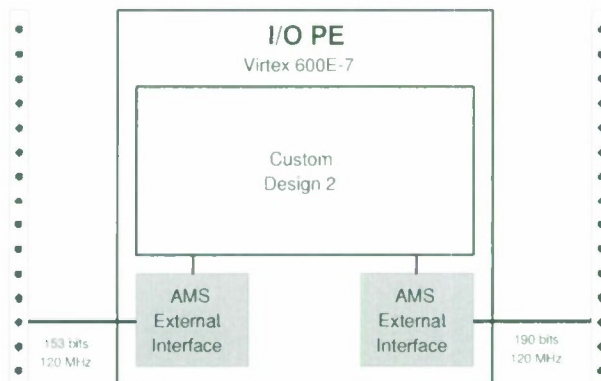 I/O PE
Virtex 600E-7
Custom
Design 2
AMS
External
Interface
AMS
External
Interface
153 bits
120 MHz
190 bits
120 MHz